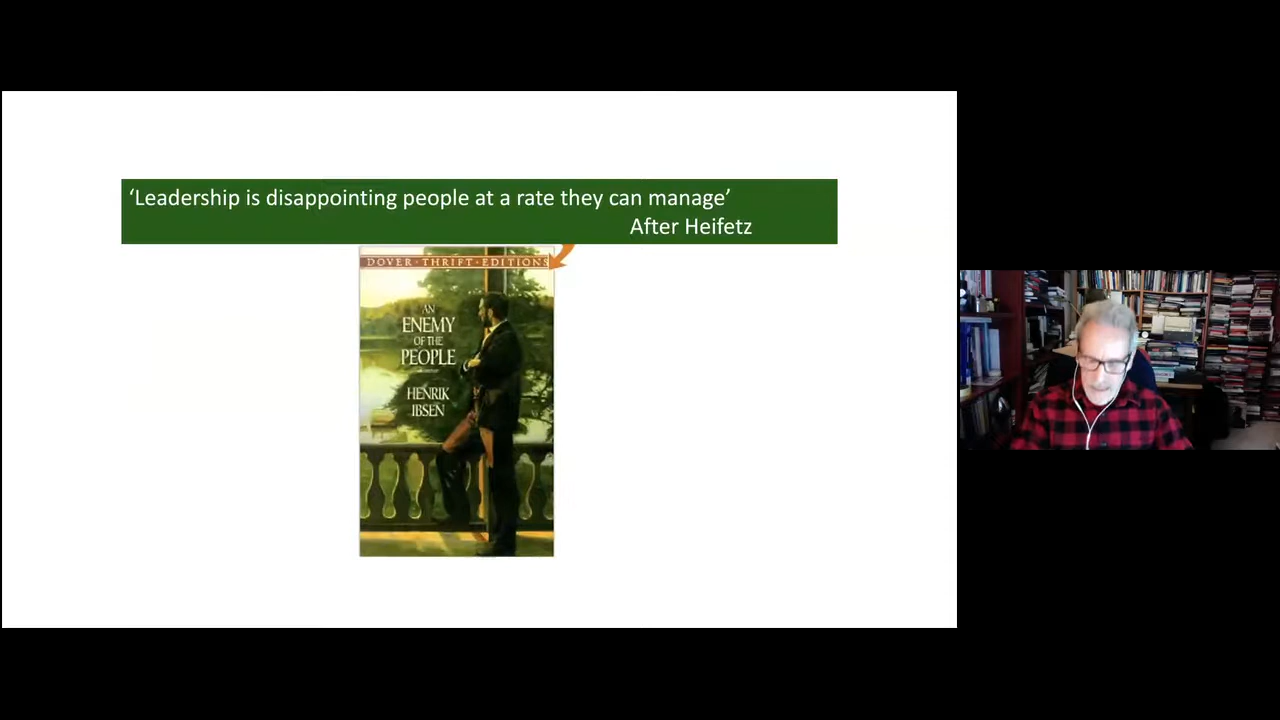 ‘Leadership is disappointing people at a rate they can manage’
After Heifetz
DOVER · THRIFT · EDITIONS
AN
ENEMY
OF THE
PEOPLE
HENRIK
IBSEN